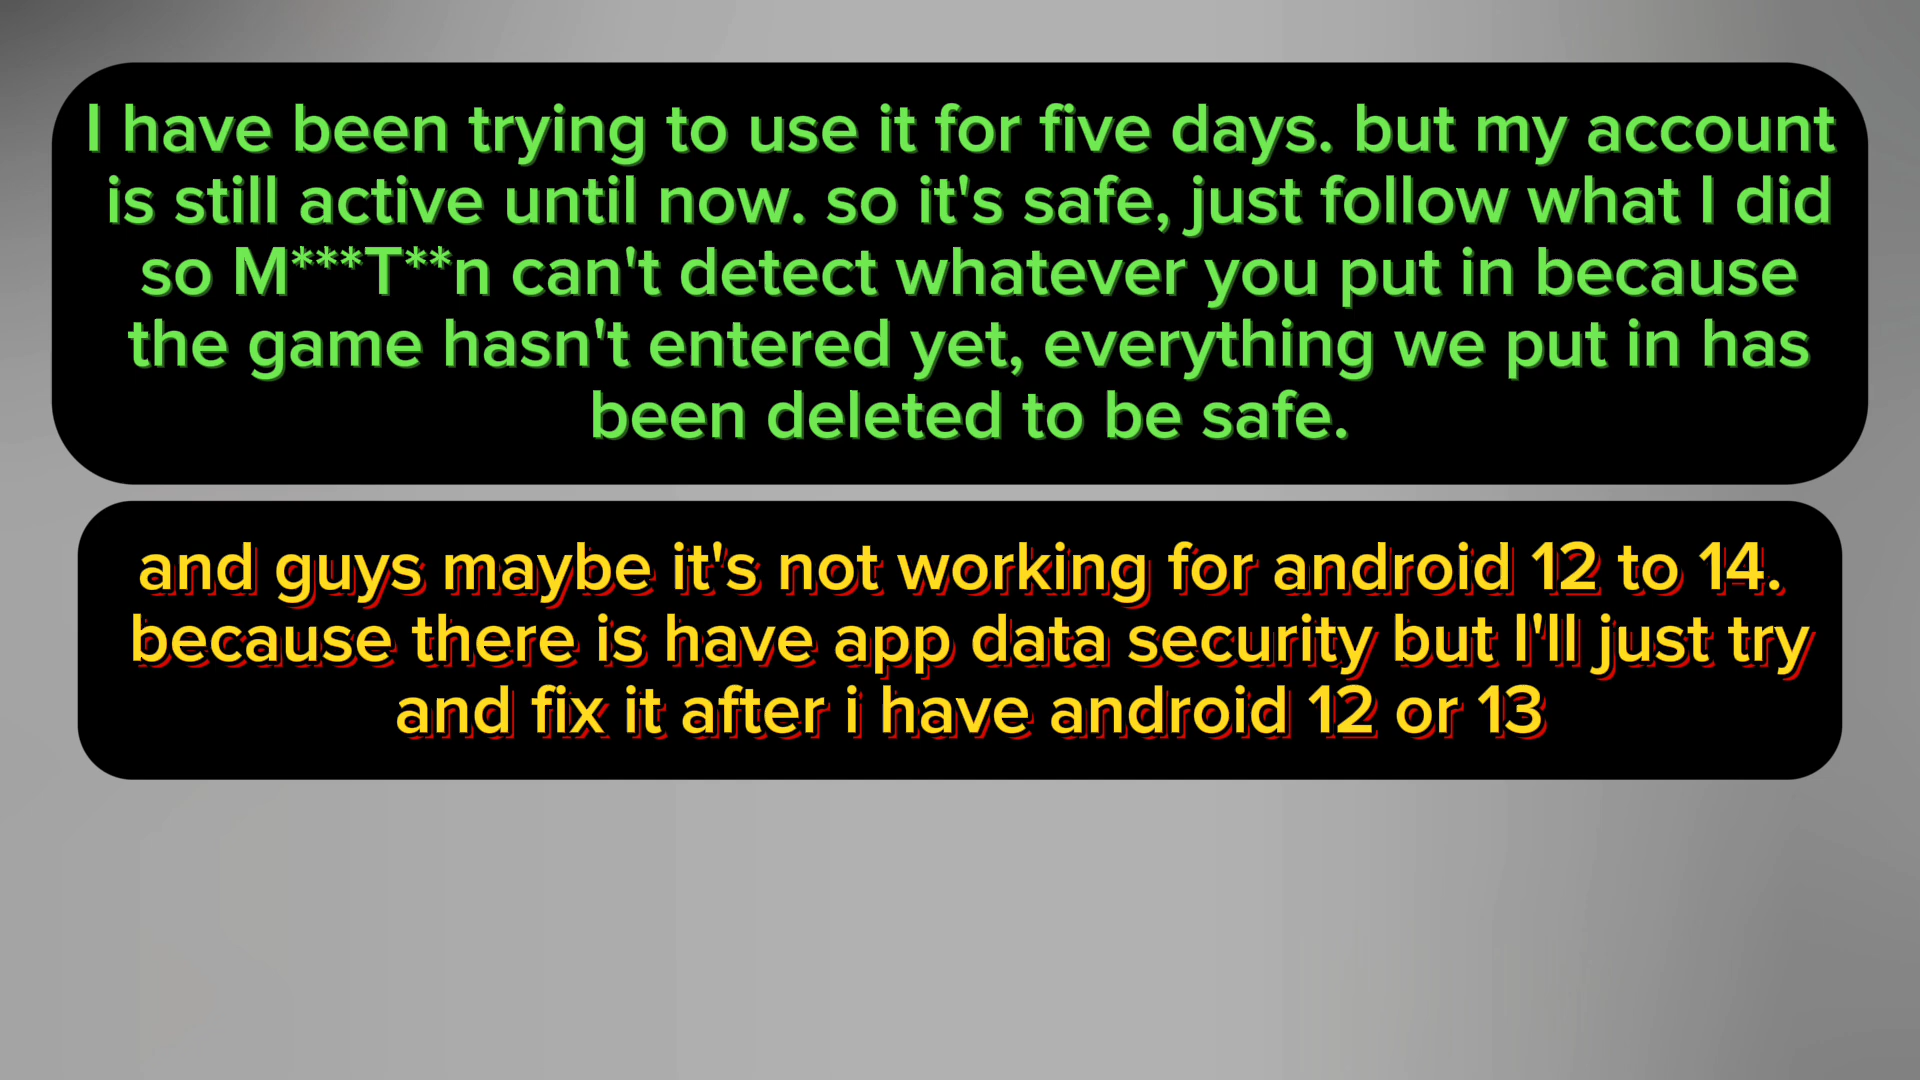 I have been trying to use it for five days. but my account
is still active until now. so it's safe, just follow what I did
so M***T**n can't detect whatever you put in because
the game hasn't entered yet, everything we put in has
been deleted to be safe.
and guys maybe it's not working for android 12 to 14.
because there is have app data security but I'll just try
and fix it after i have android 12 or 13